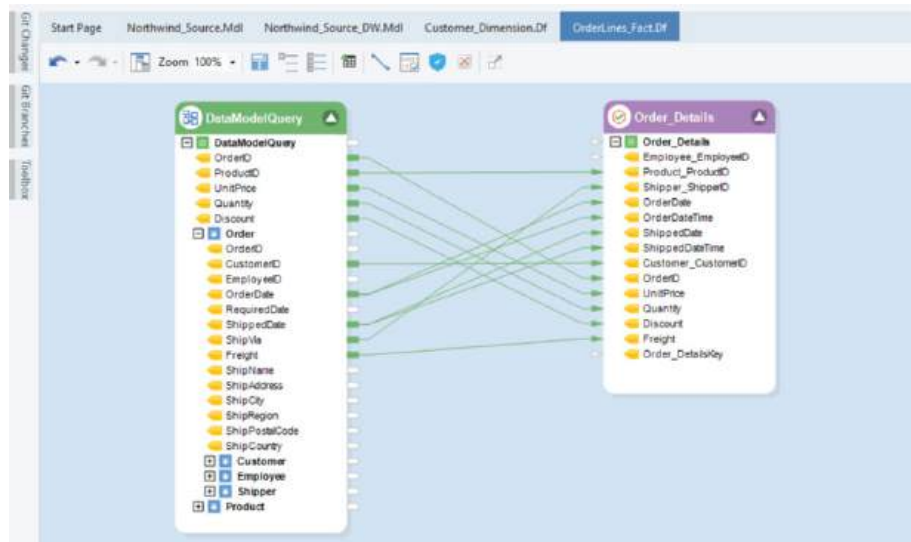 Git Changes
Git Branches
Toolbox
Start Page
Northwind_Source.Mdl
Northwind_Source_DW.Mdl
Customer_Dimension.Df
OrderLines_Fact.Df
Zoom 100%
DataModelQuery
DataModelQuery
OrderID
ProductID
UnitPrice
Quantity
Discount
Order
OrderID
CustomerID
EmployeeID
OrderDate
RequiredDate
ShippedDate
ShipVia
Freight
ShipName
ShipAddress
ShipCity
ShipRegion
ShipPostalCode
ShipCountry
Customer
Employee
Shipper
Product
Order_Details
Order_Details
Employee_EmployeeID
Product_ProductID
Shipper_ShipperID
OrderDate
OrderDateTime
ShippedDate
ShippedDateTime
Customer_CustomerID
OrderID
UnitPrice
Quantity
Discount
Freight
Order_DetailsKey